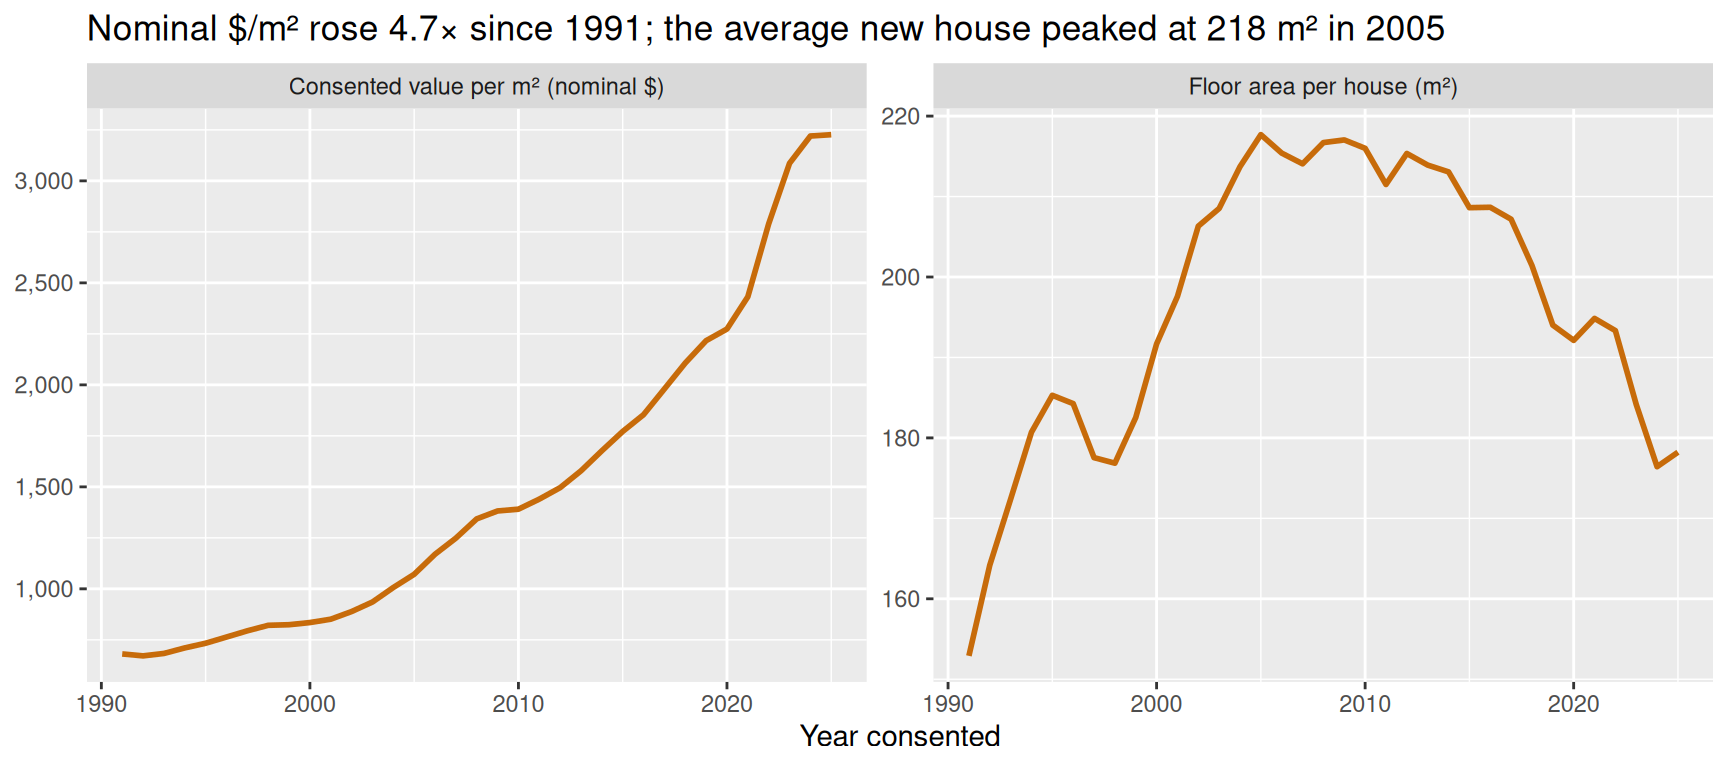 Nominal $/m² rose 4.7× since 1991; the average new house peaked at 218 m² in 2005
Consented value per m² (nominal $)
3,000
2,500
2,000
1,500
1,000
1990 2000 2010 2020
Floor area per house (m²)
220
200
180
160
1990 2000 2010 2020
Year consented